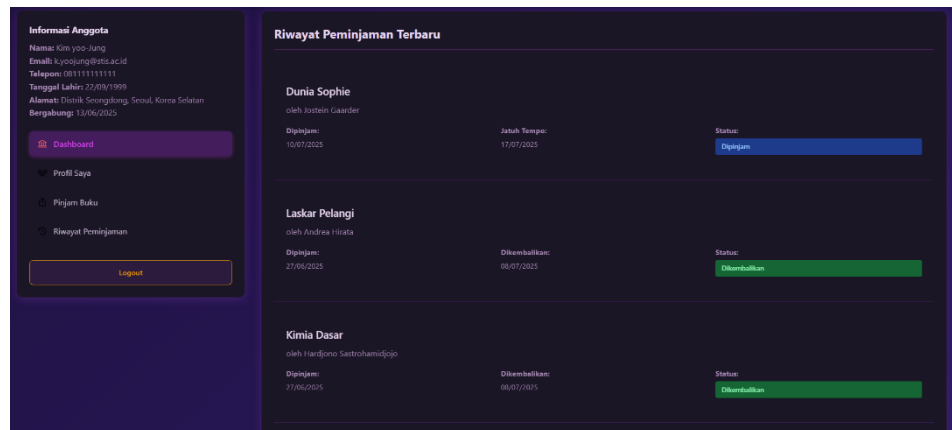 Informasi Anggota
Nama: Kim yoo-Jung
Email: k.yoojung@stis.ac.id
Telepon: 081111111111
Tanggal Lahir: 22/09/1999
Alamat: Distrik Seongdong, Seoul, Korea Selatan
Bergabung: 13/06/2025
Dashboard
Profil Saya
Pinjam Buku
Riwayat Peminjaman
Logout
Riwayat Peminjaman Terbaru
Dunia Sophie
oleh Jostein Gaarder
Dipinjam: Jatuh Tempo: Status:
10/07/2025 17/07/2025 Dipinjam
Laskar Pelangi
oleh Andrea Hirata
Dipinjam: Dikembalikan: Status:
27/06/2025 08/07/2025 Dikembalikan
Kimia Dasar
oleh Hardjono Sastrohamidjojo
Dipinjam: Dikembalikan: Status:
27/06/2025 08/07/2025 Dikembalikan